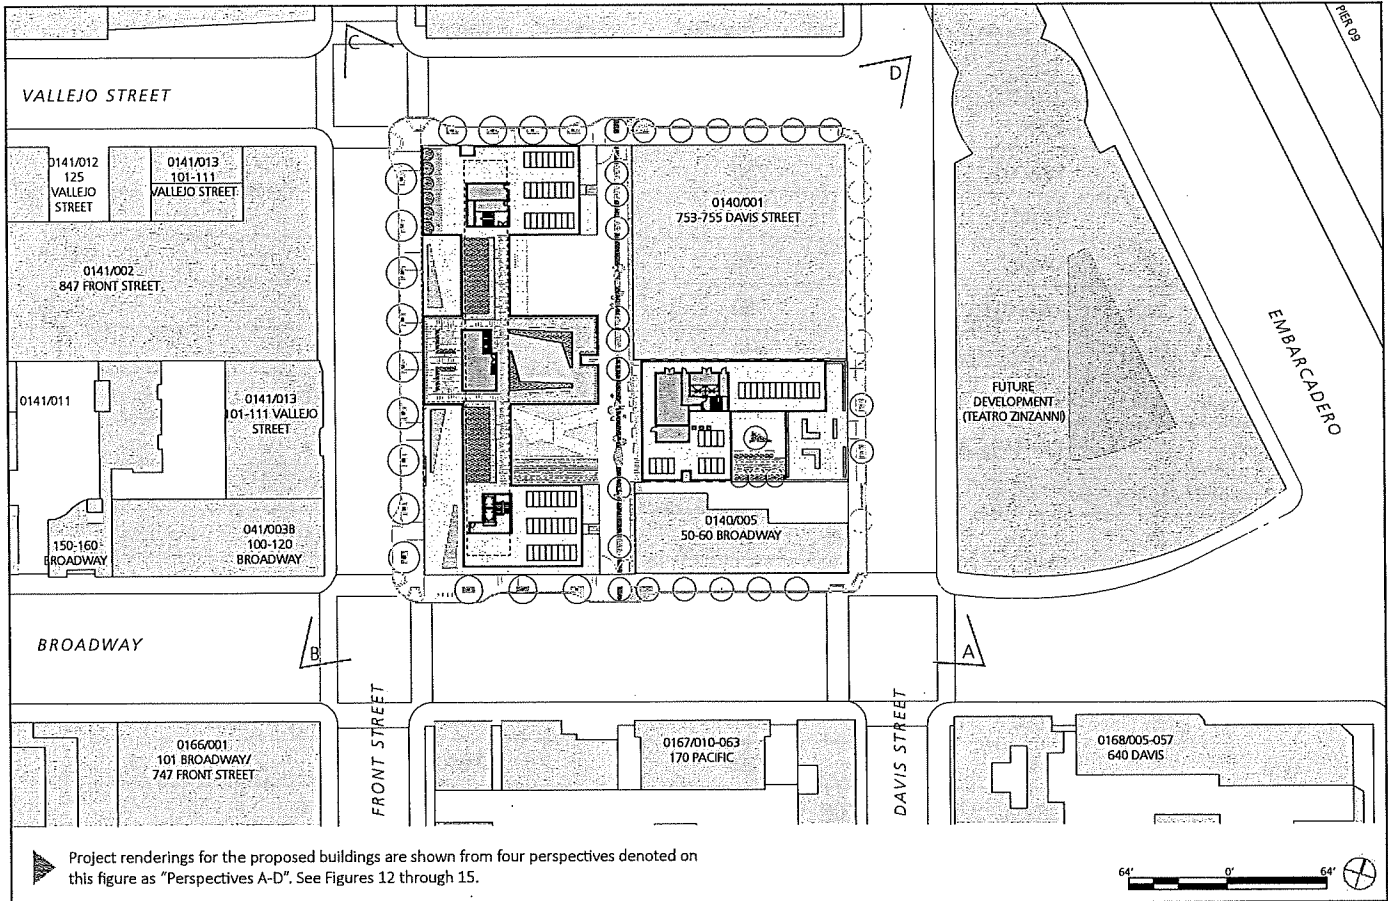 PIER 09
C
D
VALLEJO STREET
0141/012
125
VALLEJO
STREET
0141/013
101-111
VALLEJO STREET
0140/001
753-755 DAVIS STREET
0141/002
847 FRONT STREET
EMBARCADERO
0141/011
0141/013
101-111 VALLEJO
STREET
FUTURE
DEVELOPMENT
(TEATRO ZINZANNI)
041/003B
100-120
BROADWAY
150-160
BROADWAY
0140/005
50-60 BROADWAY
BROADWAY
B
A
FRONT STREET
DAVIS STREET
0166/001
101 BROADWAY/
747 FRONT STREET
0167/010-063
170 PACIFIC
0168/005-057
640 DAVIS
Project renderings for the proposed buildings are shown from four perspectives denoted on
this figure as "Perspectives A-D". See Figures 12 through 15.
64' 0' 64'